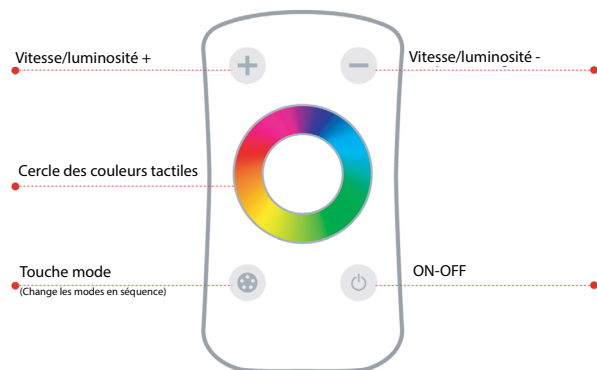 Vitesse/luminosité +
Vitesse/luminosité -
Cercle des couleurs tactiles
Touche mode
(Change les modes en séquence)
ON-OFF